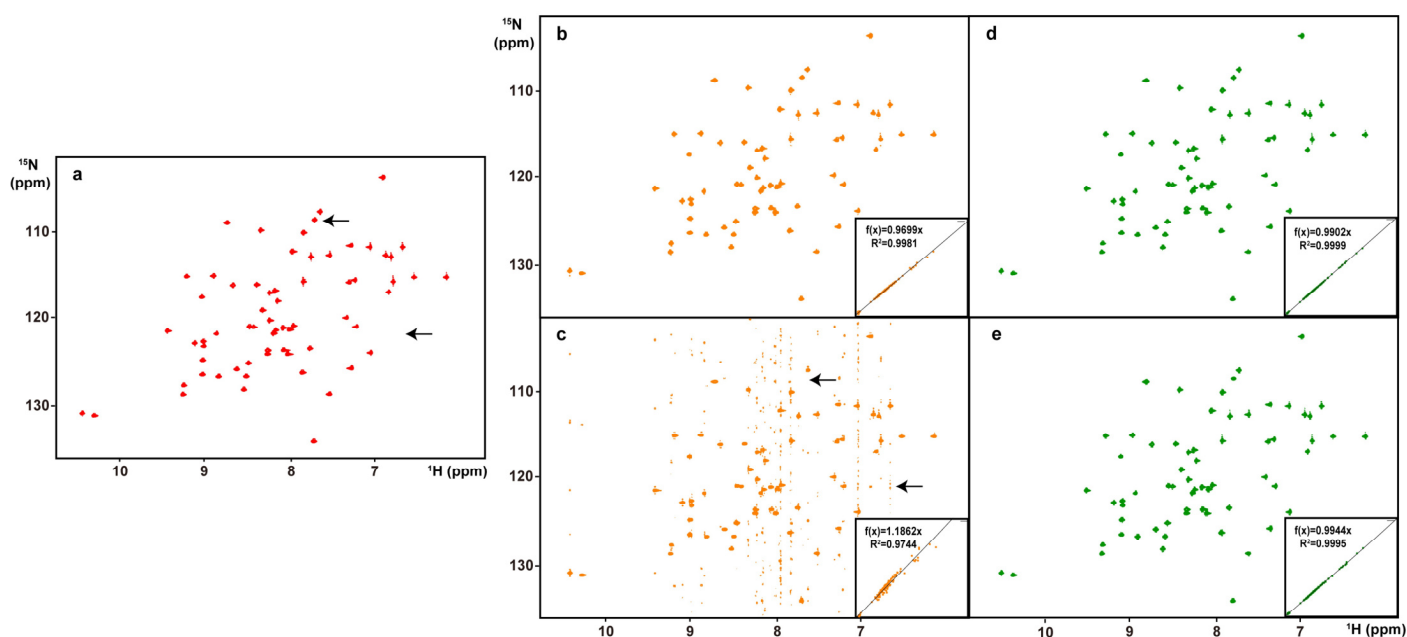 a
¹⁵N
(ppm)
110
120
130
10
9
8
7
¹H (ppm)
¹⁵N
(ppm)
b
110
120
130
f(x)=0.9699x
R²=0.9981
d
f(x)=0.9902x
R²=0.9999
c
110
120
130
f(x)=1.1862x
R²=0.9744
10
9
8
7
e
f(x)=0.9944x
R²=0.9995
10
9
8
7
¹H (ppm)